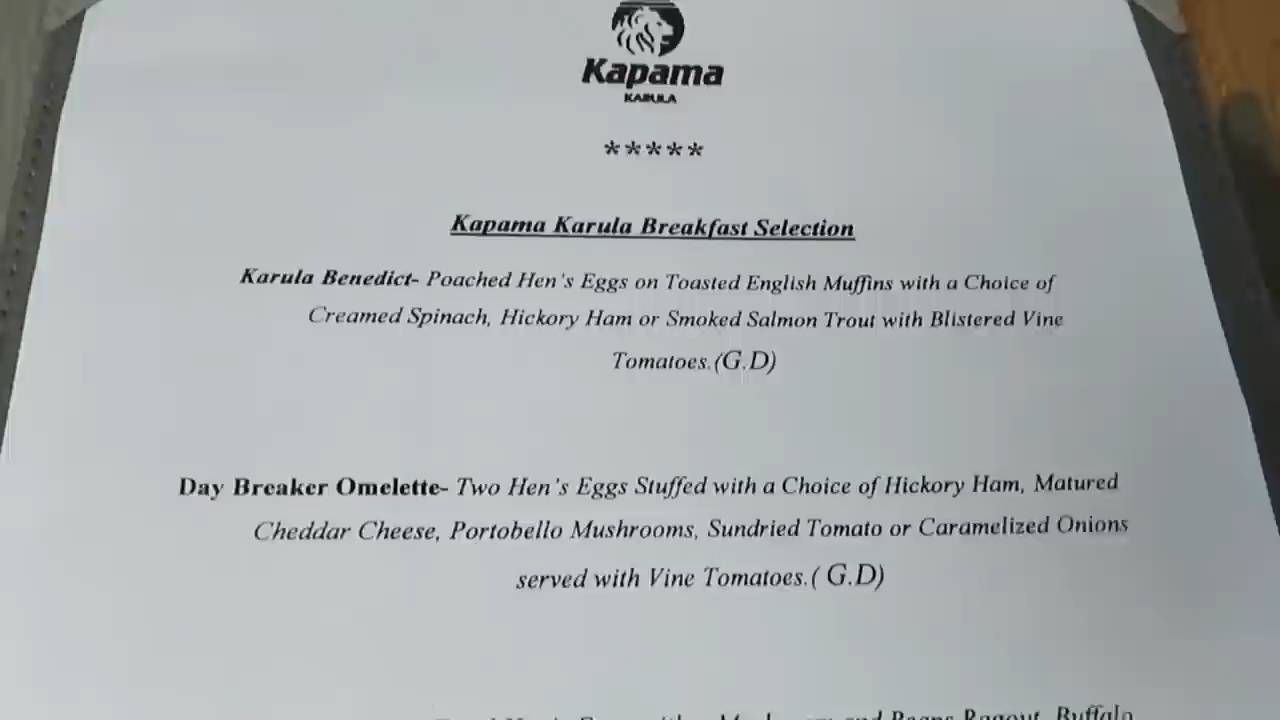 Kapama
KARULA
*****
Kapama Karula Breakfast Selection
Karula Benedict- Poached Hen's Eggs on Toasted English Muffins with a Choice of
Creamed Spinach, Hickory Ham or Smoked Salmon Trout with Blistered Vine
Tomatoes.(G.D)
Day Breaker Omelette- Two Hen's Eggs Stuffed with a Choice of Hickory Ham, Matured
Cheddar Cheese, Portobello Mushrooms, Sundried Tomato or Caramelized Onions
served with Vine Tomatoes.( G.D)
Ragout, Buffalo